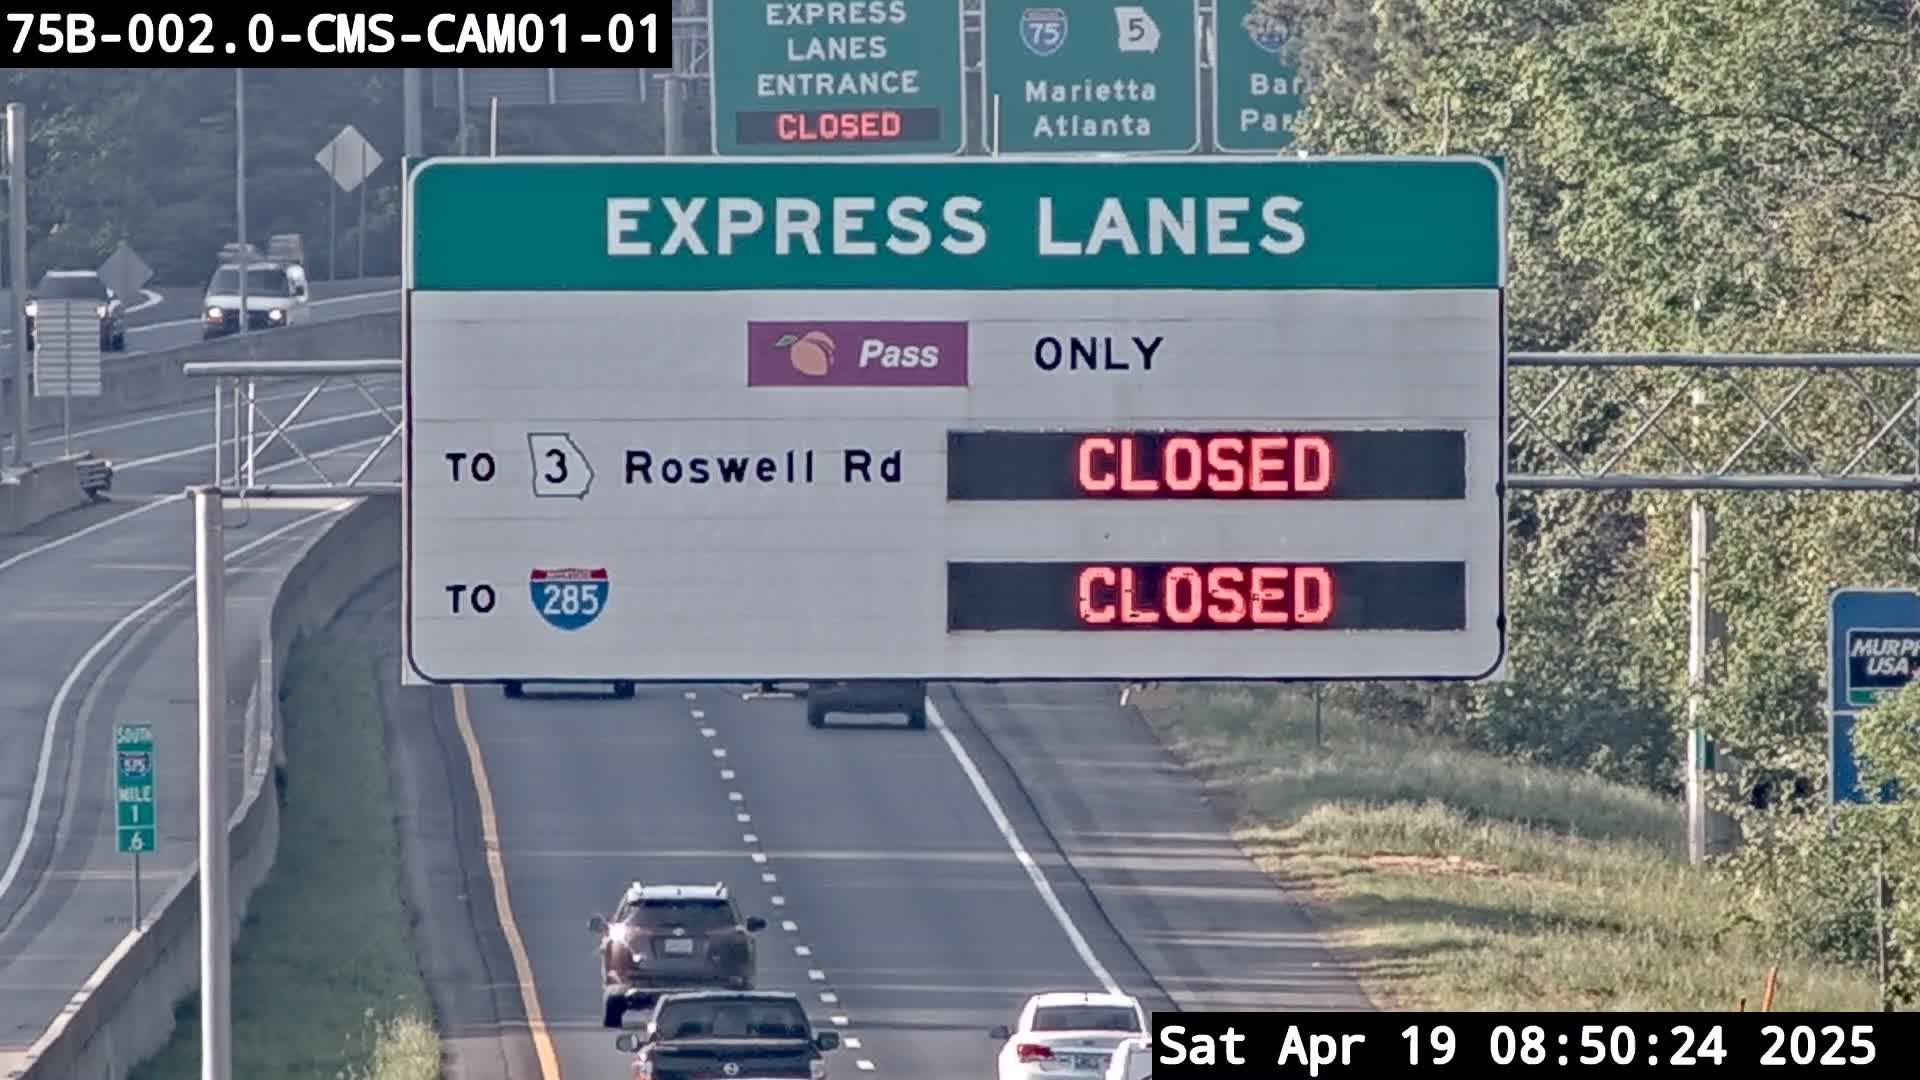 75B-002.0-CMS-CAM01-01
EXPRESS
LANES
ENTRANCE
CLOSED
75 5
Marietta
Atlanta
EXPRESS LANES
Pass ONLY
TO 3 Roswell Rd CLOSED
TO 285 CLOSED
SOUTH
575
MILE
1
.6
USA
Sat Apr 19 08:50:24 2025